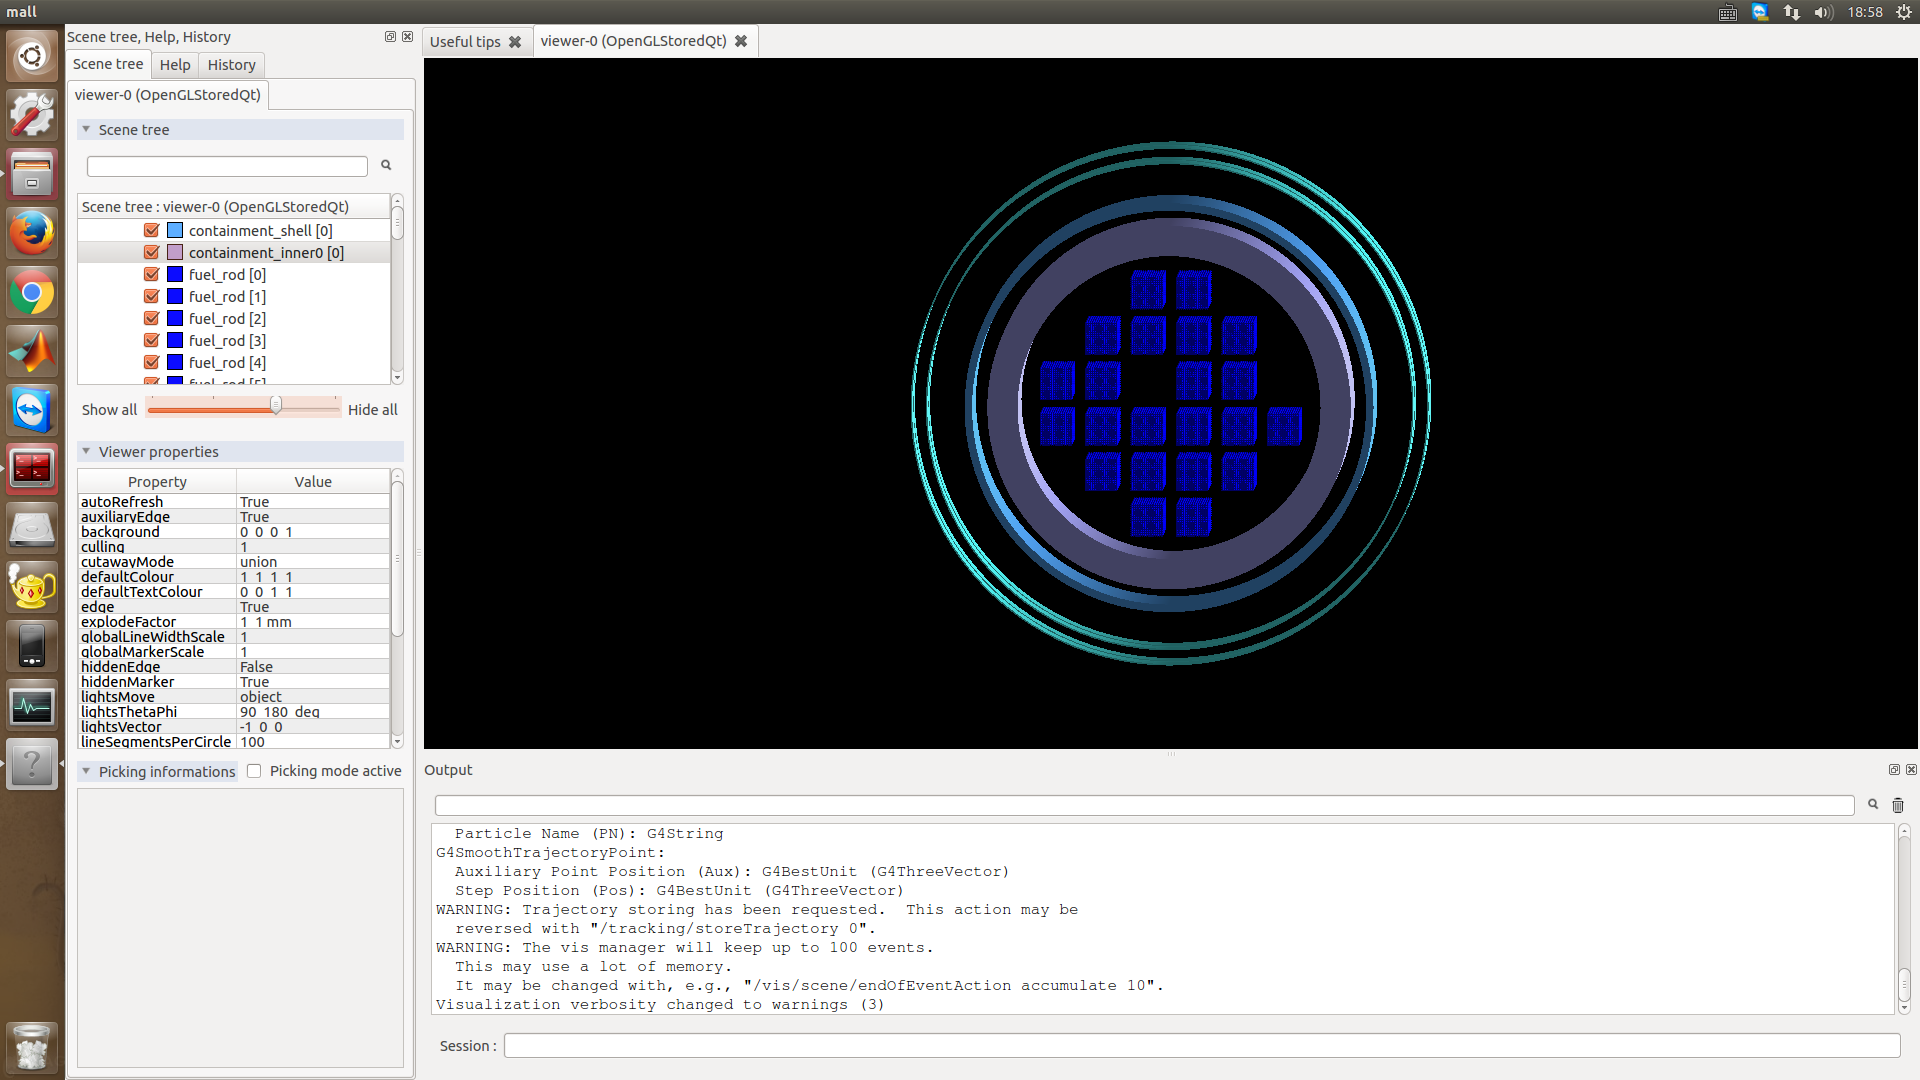 mall
18:58
Scene tree, Help, History
Scene tree
Help
History
viewer-0 (OpenGLStoredQt)
Scene tree
Scene tree : viewer-0 (OpenGLStoredQt)
containment_shell [0]
containment_inner0 [0]
fuel_rod [0]
fuel_rod [1]
fuel_rod [2]
fuel_rod [3]
fuel_rod [4]
fuel_rod [5]
Show all
Hide all
Viewer properties
Property Value
autoRefresh True
auxiliaryEdge True
background 0 0 0 1
culling 1
cutawayMode union
defaultColour 1 1 1 1
defaultTextColour 0 0 1 1
edge True
explodeFactor 1 1 mm
globalLineWidthScale 1
globalMarkerScale 1
hiddenEdge False
hiddenMarker True
lightsMove object
lightsThetaPhi 90 180 deg
lightsVector -1 0 0
lineSegmentsPerCircle 100
Picking informations
Picking mode active
Useful tips
viewer-0 (OpenGLStoredQt)
Output
Particle Name (PN): G4String
G4SmoothTrajectoryPoint:
Auxiliary Point Position (Aux): G4BestUnit (G4ThreeVector)
Step Position (Pos): G4BestUnit (G4ThreeVector)
WARNING: Trajectory storing has been requested. This action may be
reversed with "/tracking/storeTrajectory 0".
WARNING: The vis manager will keep up to 100 events.
This may use a lot of memory.
It may be changed with, e.g., "/vis/scene/endOfEventAction accumulate 10".
Visualization verbosity changed to warnings (3)
Session :